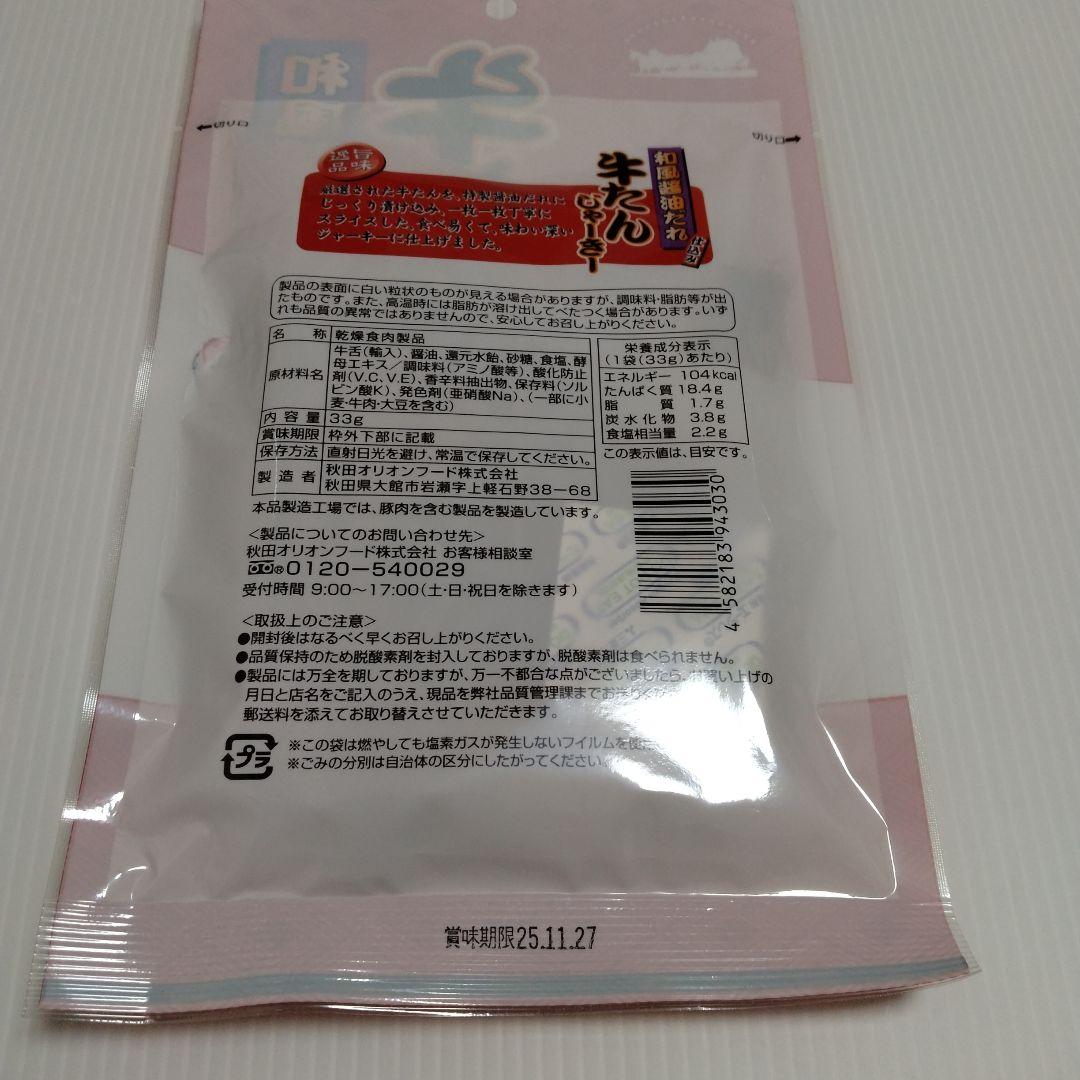 切り口
切り口
逸品
旨味
和風醬油だれ
仕込み
牛たん
じゃーきー
厳選された牛たんを、特製醤油だれに
じっくり漬け込み、一枚一枚丁寧に
スライスした、食べ易くて、味わい深い
ジャーキーに仕上げました。
製品の表面に白い粒状のものが見える場合がありますが、調味料・脂肪等が出
たものです。また、高温時には脂肪が溶け出してべたつく場合があります。いず
れも品質の異常ではありませんので、安心してお召し上がりください。
名称 乾燥食肉製品
原材料名 牛舌(輸入)、醤油、還元水飴、砂糖、食塩、酵
母エキス/調味料(アミノ酸等)、酸化防止
剤(V.C、V.E)、香辛料抽出物、保存料(ソル
ビン酸K)、発色剤(亜硝酸Na)、(一部に小
麦・牛肉・大豆を含む)
内容量 33g
賞味期限 枠外下部に記載
保存方法 直射日光を避け、常温で保存してください。
製造者 秋田オリオンフード株式会社
秋田県大館市岩瀬字上軽石野38-68
栄養成分表示
(1袋(33g)あたり)
エネルギー 104kcal
たんぱく質 18.4g
脂質 1.7g
炭水化物 3.8g
食塩相当量 2.2g
この表示値は、目安です。
本品製造工場では、豚肉を含む製品を製造しています。
<製品についてのお問い合わせ先>
秋田オリオンフード株式会社 お客様相談室
®0120-540029
受付時間 9:00〜17:00(土・日・祝日を除きます)
4 582183 943030
<取扱上のご注意>
●開封後はなるべく早くお召し上がりください。
●品質保持のため脱酸素剤を封入しておりますが、脱酸素剤は食べられません。
●製品には万全を期しておりますが、万一不都合な点がございましたら、お買い上げの
月日と店名をご記入のうえ、現品を弊社品質管理課までお送りください
郵送料を添えてお取り替えさせていただきます。
プラ
※この袋は燃やしても塩素ガスが発生しないフイルムを使
※ごみの分別は自治体の区分にしたがってください。
賞味期限25.11.27